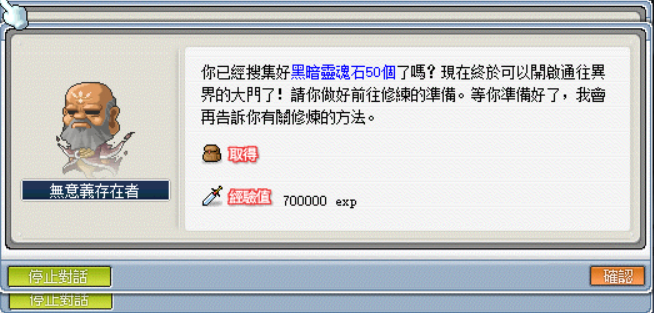 你已經搜集好黑暗靈魂石50個了嗎？現在終於可以開啟通往異
界的大門了！請你做好前往修練的準備。等你準備好了，我會
再告訴你有關修煉的方法。
取得
無意義存在者
經驗值 700000 exp
停止對話
確認
停止對話